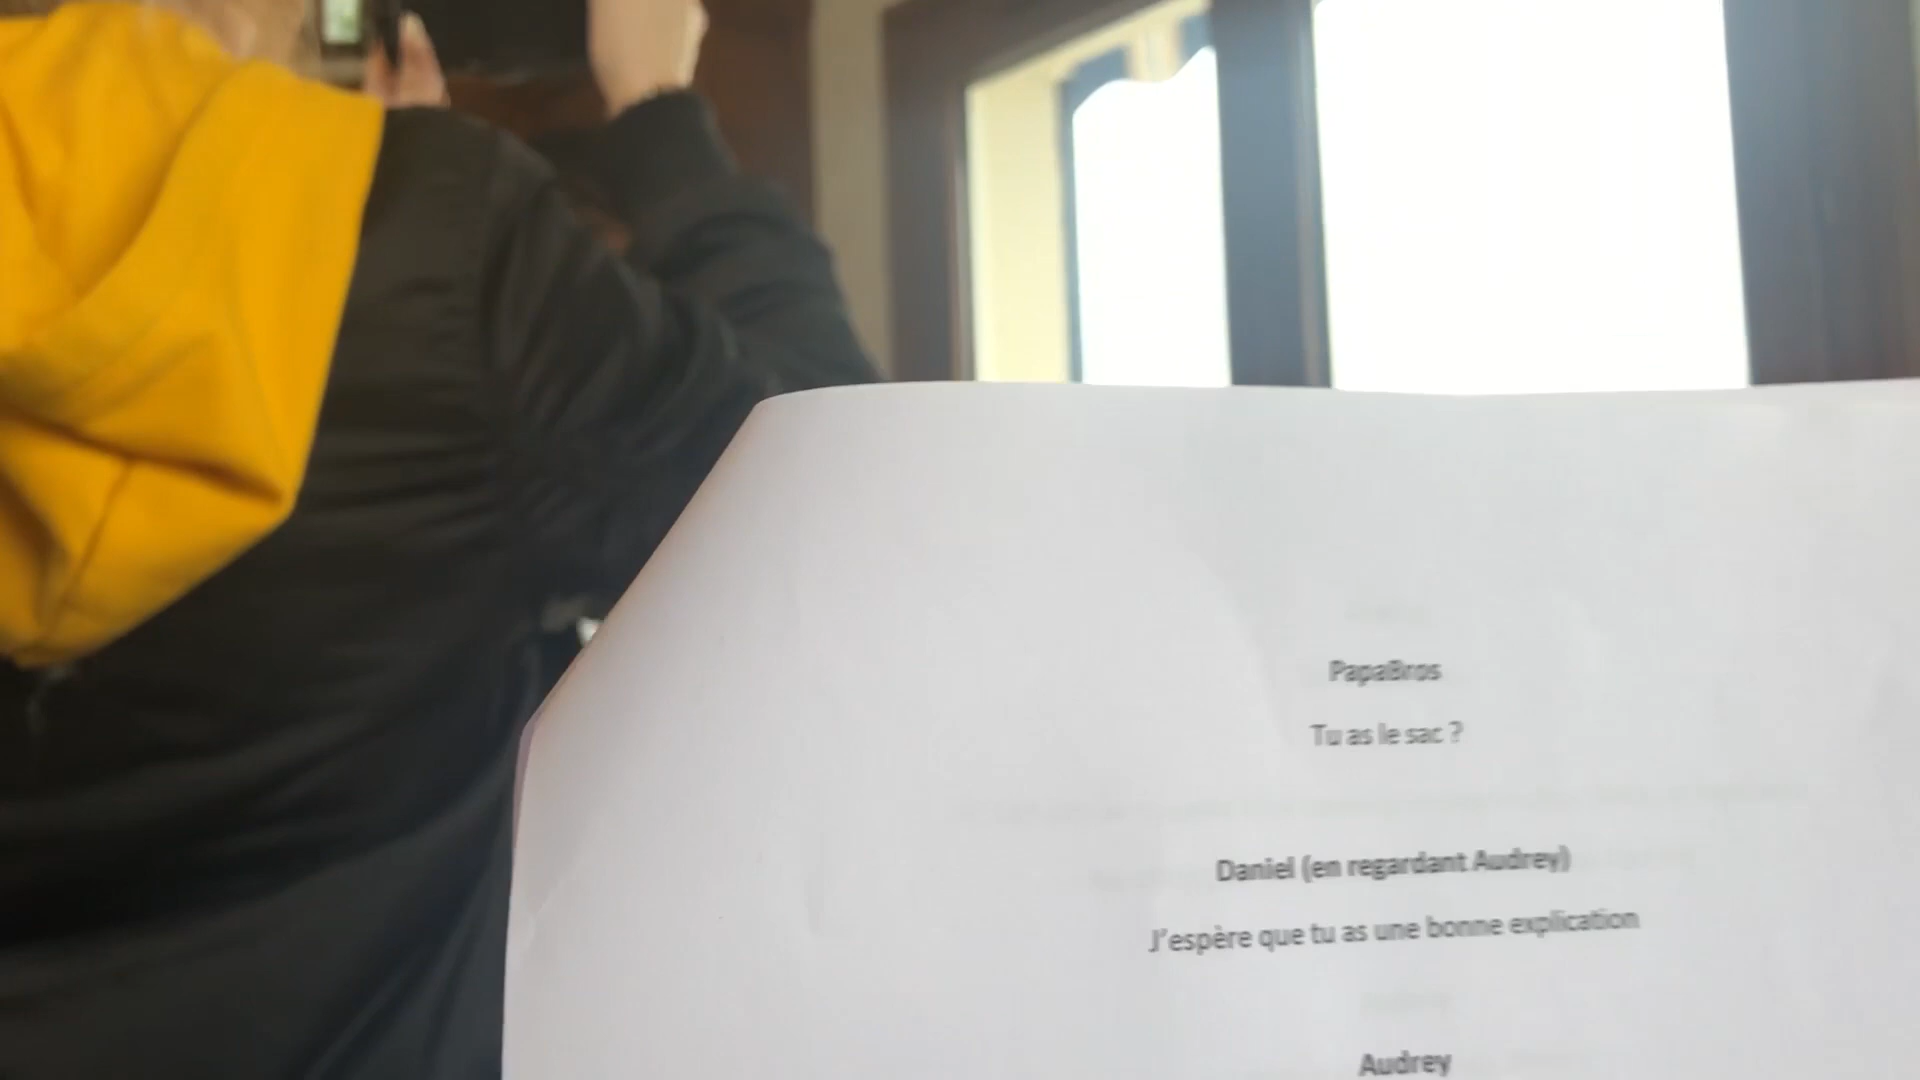 PapaBros
Tu as le sac ?
Daniel (en regardant Audrey)
J'espère que tu as une bonne explication
Audrey